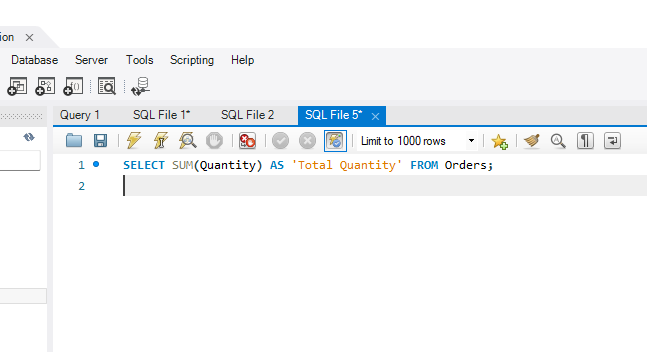 ion
Database Server Tools Scripting Help
Query 1 SQL File 1* SQL File 2 SQL File 5*
Limit to 1000 rows
1 SELECT SUM(Quantity) AS 'Total Quantity' FROM Orders;
2